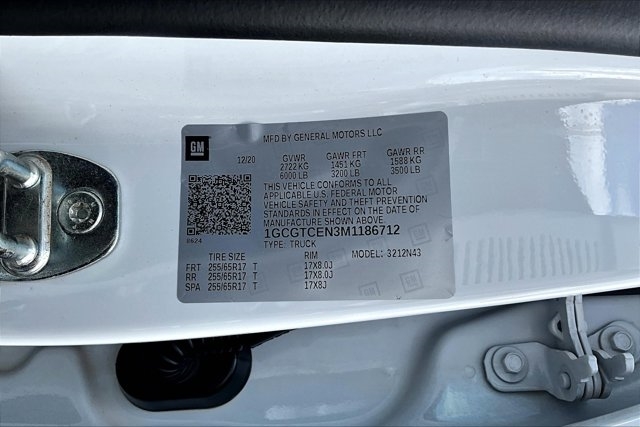 GM
MFD BY GENERAL MOTORS LLC
12/20 GVWR GAWR FRT GAWR RR
2722 KG 1451 KG 1588 KG
6000 LB 3200 LB 3500 LB
THIS VEHICLE CONFORMS TO ALL
APPLICABLE U.S. FEDERAL MOTOR
VEHICLE SAFETY AND THEFT PREVENTION
STANDARDS IN EFFECT ON THE DATE OF
MANUFACTURE SHOWN ABOVE.
8624
1GCGTCEN3M1186712
TYPE: TRUCK
TIRE SIZE RIM MODEL: 3212N43
FRT 255/65R17 T 17X8.0J
RR 255/65R17 T 17X8.0J
SPA 255/65R17 T 17X8J
GM